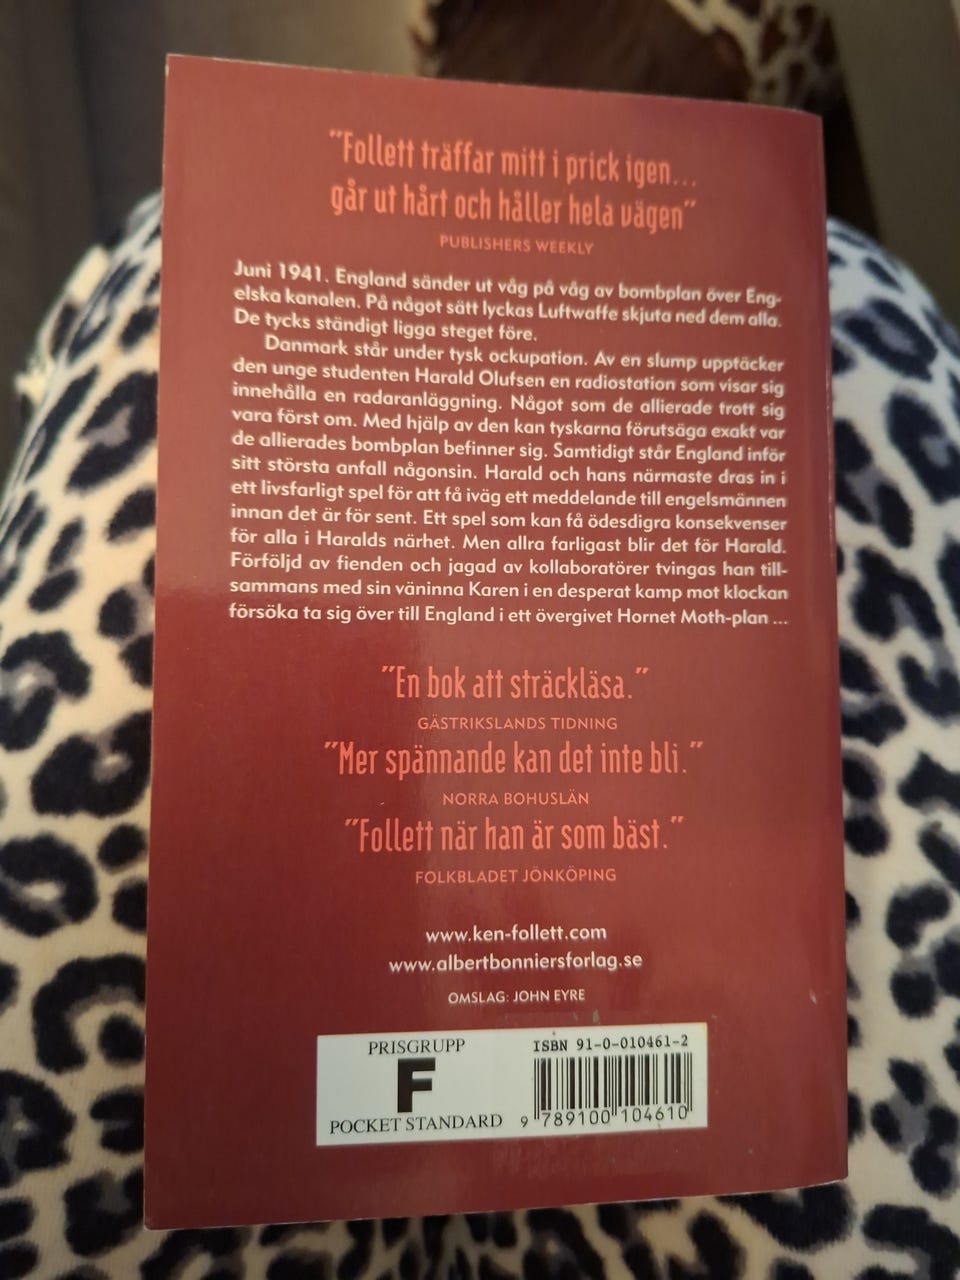 ”Follett träffar mitt i prick igen...
går ut hårt och håller hela vägen”
PUBLISHERS WEEKLY
Juni 1941. England sänder ut våg på våg av bombplan över Eng-
elska kanalen. På något sätt lyckas Luftwaffe skjuta ned dem alla.
De tycks ständigt ligga steget före.
Danmark står under tysk ockupation. Av en slump upptäcker
den unge studenten Harald Olufsen en radiostation som visar sig
innehålla en radaranläggning. Något som de allierade trott sig
vara först om. Med hjälp av den kan tyskarna förutsäga exakt var
de allierades bombplan befinner sig. Samtidigt står England inför
sitt största anfall någonsin. Harald och hans närmaste dras in i
ett livsfarligt spel för att få iväg ett meddelande till engelsmännen
innan det är för sent. Ett spel som kan få ödesdigra konsekvenser
för alla i Haralds närhet. Men allra farligast blir det för Harald.
Förföljd av fienden och jagad av kollaboratörer tvingas han till-
sammans med sin väninna Karen i en desperat kamp mot klockan
försöka ta sig över till England i ett övergivet Hornet Moth-plan ...
”En bok att sträckläsa.”
GÄSTRIKSLANDS TIDNING
”Mer spännande kan det inte bli.”
NORRA BOHUSLÄN
”Follett när han är som bäst.”
FOLKBLADET JÖNKÖPING
www.ken-follett.com
www.albertbonniersforlag.se
OMSLAG: JOHN EYRE
PRISGRUPP
F
POCKET STANDARD
ISBN 91-0-010461-2
9 789100 104610